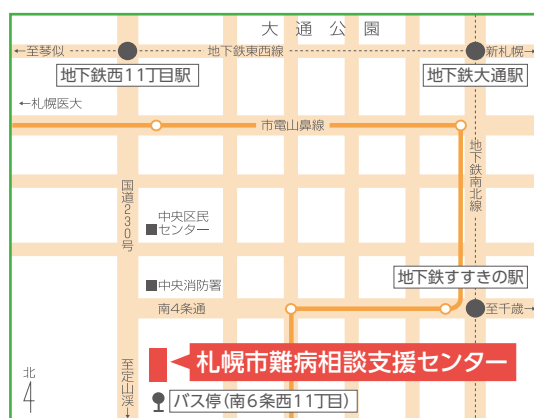 大通公園
←至琴似
地下鉄東西線
新札幌→
地下鉄西11丁目駅
地下鉄大通駅
←札幌医大
市電山鼻線
地下鉄南北線
国道230号
中央区民
センター
地下鉄すすきの駅
中央消防署
南4条通
至千歳→
札幌市難病相談支援センター
北
至定山渓→
バス停(南6条西11丁目)